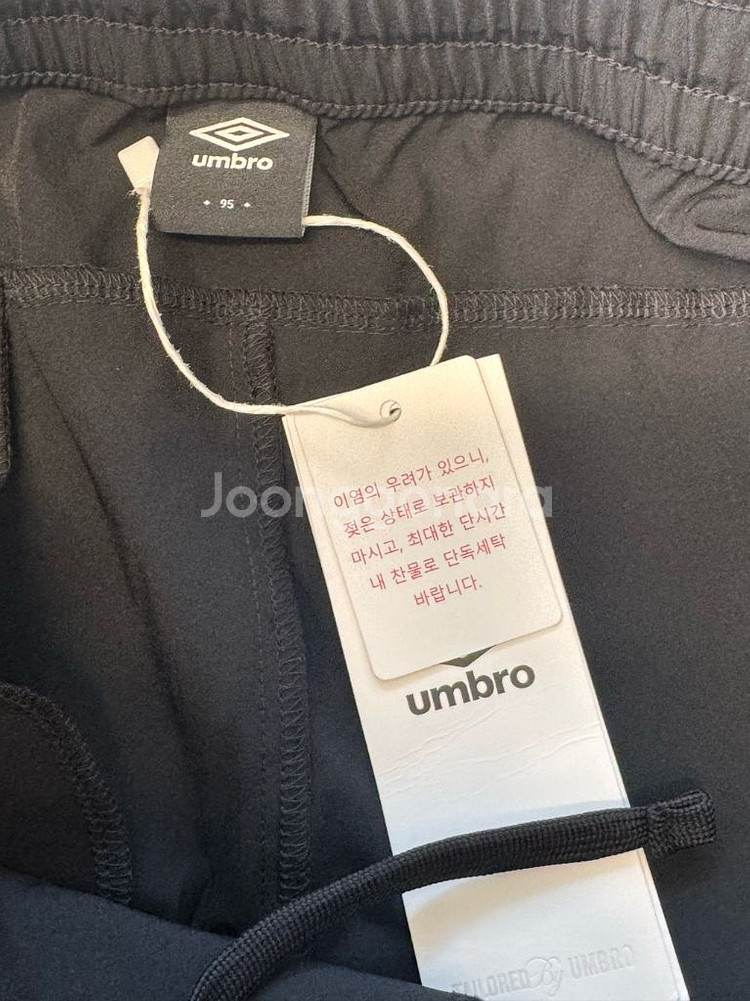 umbro
95
Joonggonara
이염의 우려가 있으니,
젖은 상태로 보관하지
마시고, 최대한 단시간
내 찬물로 단독세탁
바랍니다.
umbro
TAILORED By UMBRO